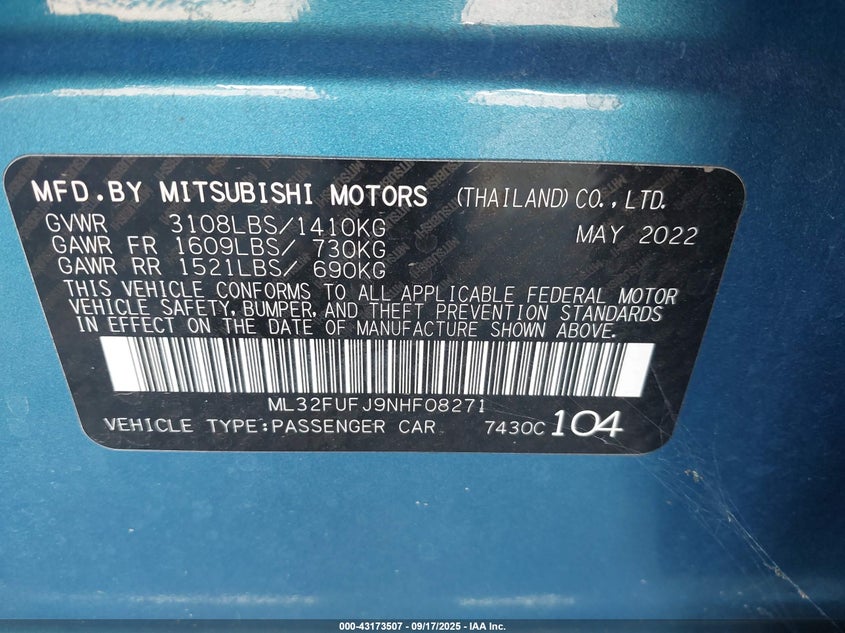 MFD.BY MITSUBISHI MOTORS (THAILAND)CO.,LTD.
GVWR 3108LBS/1410KG MAY 2022
GAWR FR 1609LBS/ 730KG
GAWR RR 1521LBS/ 690KG
THIS VEHICLE CONFORMS TO ALL APPLICABLE FEDERAL MOTOR
VEHICLE SAFETY, BUMPER, AND THEFT PREVENTION STANDARDS
IN EFFECT ON THE DATE OF MANUFACTURE SHOWN ABOVE.
ML32FUFJ9NHF08271
VEHICLE TYPE:PASSENGER CAR 7430C 104
000-43173507 - 09/17/2025 - IAA Inc.